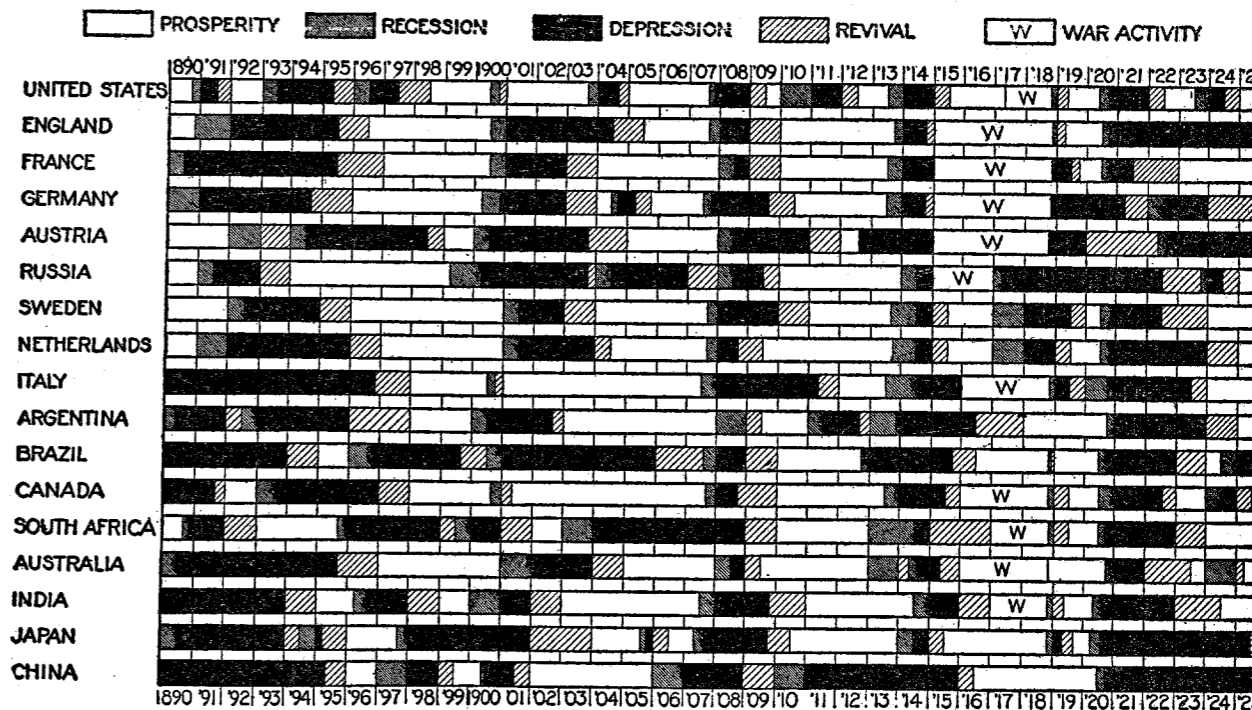 PROSPERITY RECESSION DEPRESSION REVIVAL W WAR ACTIVITY
1890 '91 '92 '93 '94 '95 '96 '97 '98 '99 1900 '01 '02 '03 '04 '05 '06 '07 '08 '09 '10 '11 '12 '13 '14 '15 '16 '17 '18 '19 '20 '21 '22 '23 '24 '2
UNITED STATES W
ENGLAND W
FRANCE W
GERMANY W
AUSTRIA W
RUSSIA W
SWEDEN
NETHERLANDS
ITALY W
ARGENTINA
BRAZIL
CANADA W
SOUTH AFRICA W
AUSTRALIA W
INDIA W
JAPAN
CHINA
1890 '91 '92 '93 '94 '95 '96 '97 '98 '99 1900 '01 '02 '03 '04 '05 '06 '07 '08 '09 '10 '11 '12 '13 '14 '15 '16 '17 '18 '19 '20 '21 '22 '23 '24 '2